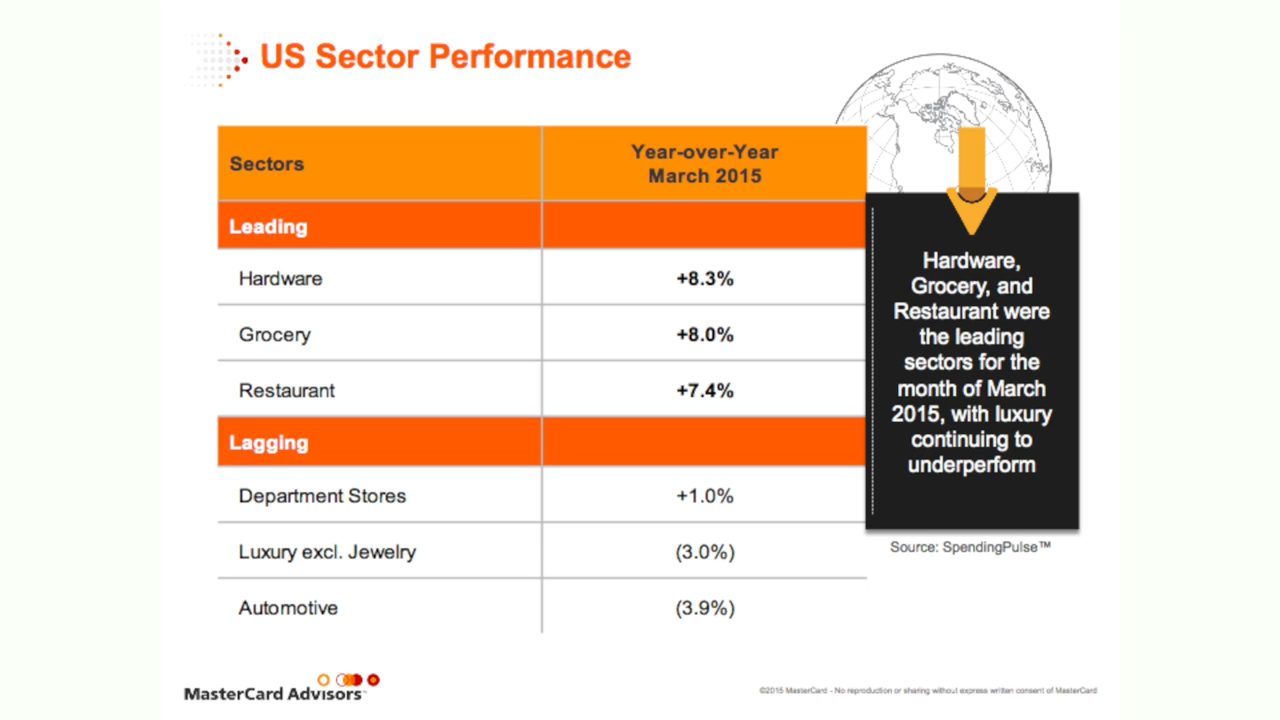 US Sector Performance
Sectors
Year-over-Year
March 2015
Leading
Hardware +8.3%
Grocery +8.0%
Restaurant +7.4%
Lagging
Department Stores +1.0%
Luxury excl. Jewelry (3.0%)
Automotive (3.9%)
Hardware,
Grocery, and
Restaurant were
the leading
sectors for the
month of March
2015, with luxury
continuing to
underperform
Source: SpendingPulse™
MasterCard Advisors™
©2015 MasterCard - No reproduction or sharing without express written consent of MasterCard